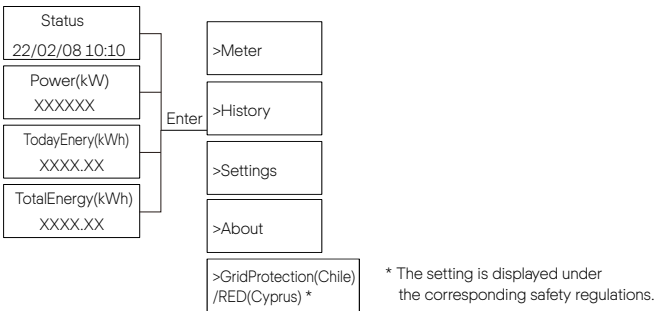 Status
22/02/08 10:10
Power(kW)
XXXXXX
TodayEnery(kWh)
XXXX.XX
TotalEnergy(kWh)
XXXX.XX
Enter
>Meter
>History
>Settings
>About
>GridProtection(Chile)
/RED(Cyprus) *
* The setting is displayed under
the corresponding safety regulations.